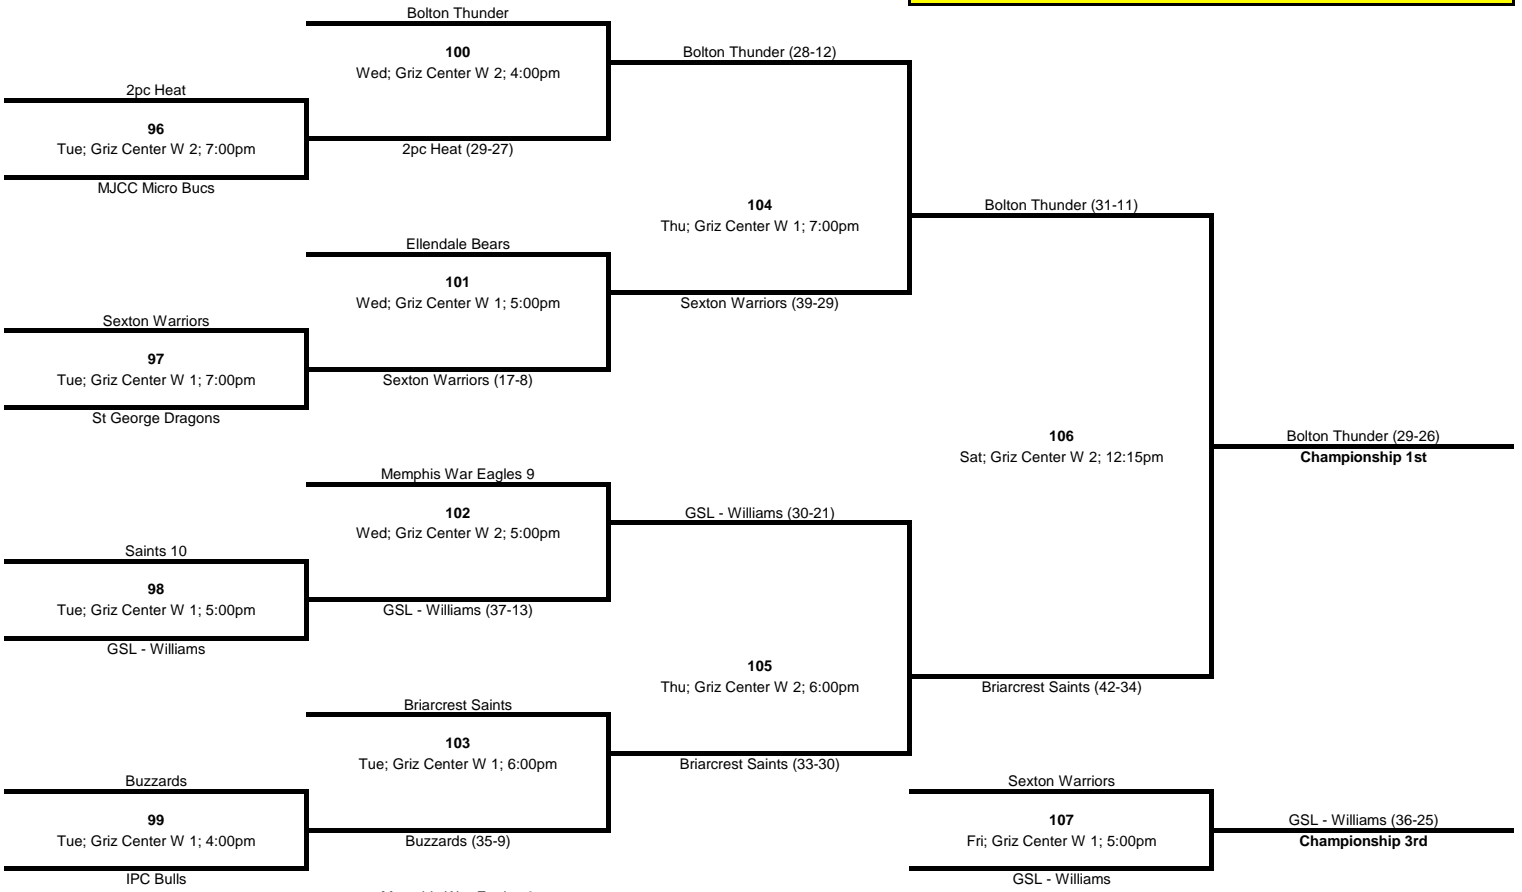 Bolton Thunder
100
Wed; Griz Center W 2; 4:00pm
Bolton Thunder (28-12)
2pc Heat
96
Tue; Griz Center W 2; 7:00pm
2pc Heat (29-27)
MJCC Micro Bucs
104
Thu; Griz Center W 1; 7:00pm
Bolton Thunder (31-11)
Ellendale Bears
101
Wed; Griz Center W 1; 5:00pm
Sexton Warriors (39-29)
Sexton Warriors
97
Tue; Griz Center W 1; 7:00pm
Sexton Warriors (17-8)
St George Dragons
106
Sat; Griz Center W 2; 12:15pm
Bolton Thunder (29-26)
Championship 1st
Memphis War Eagles 9
102
Wed; Griz Center W 2; 5:00pm
GSL - Williams (30-21)
Saints 10
98
Tue; Griz Center W 1; 5:00pm
GSL - Williams (37-13)
GSL - Williams
105
Thu; Griz Center W 2; 6:00pm
Briarcrest Saints (42-34)
Briarcrest Saints
103
Tue; Griz Center W 1; 6:00pm
Briarcrest Saints (33-30)
Buzzards
99
Tue; Griz Center W 1; 4:00pm
Buzzards (35-9)
IPC Bulls
Sexton Warriors
107
Fri; Griz Center W 1; 5:00pm
GSL - Williams (36-25)
Championship 3rd
GSL - Williams